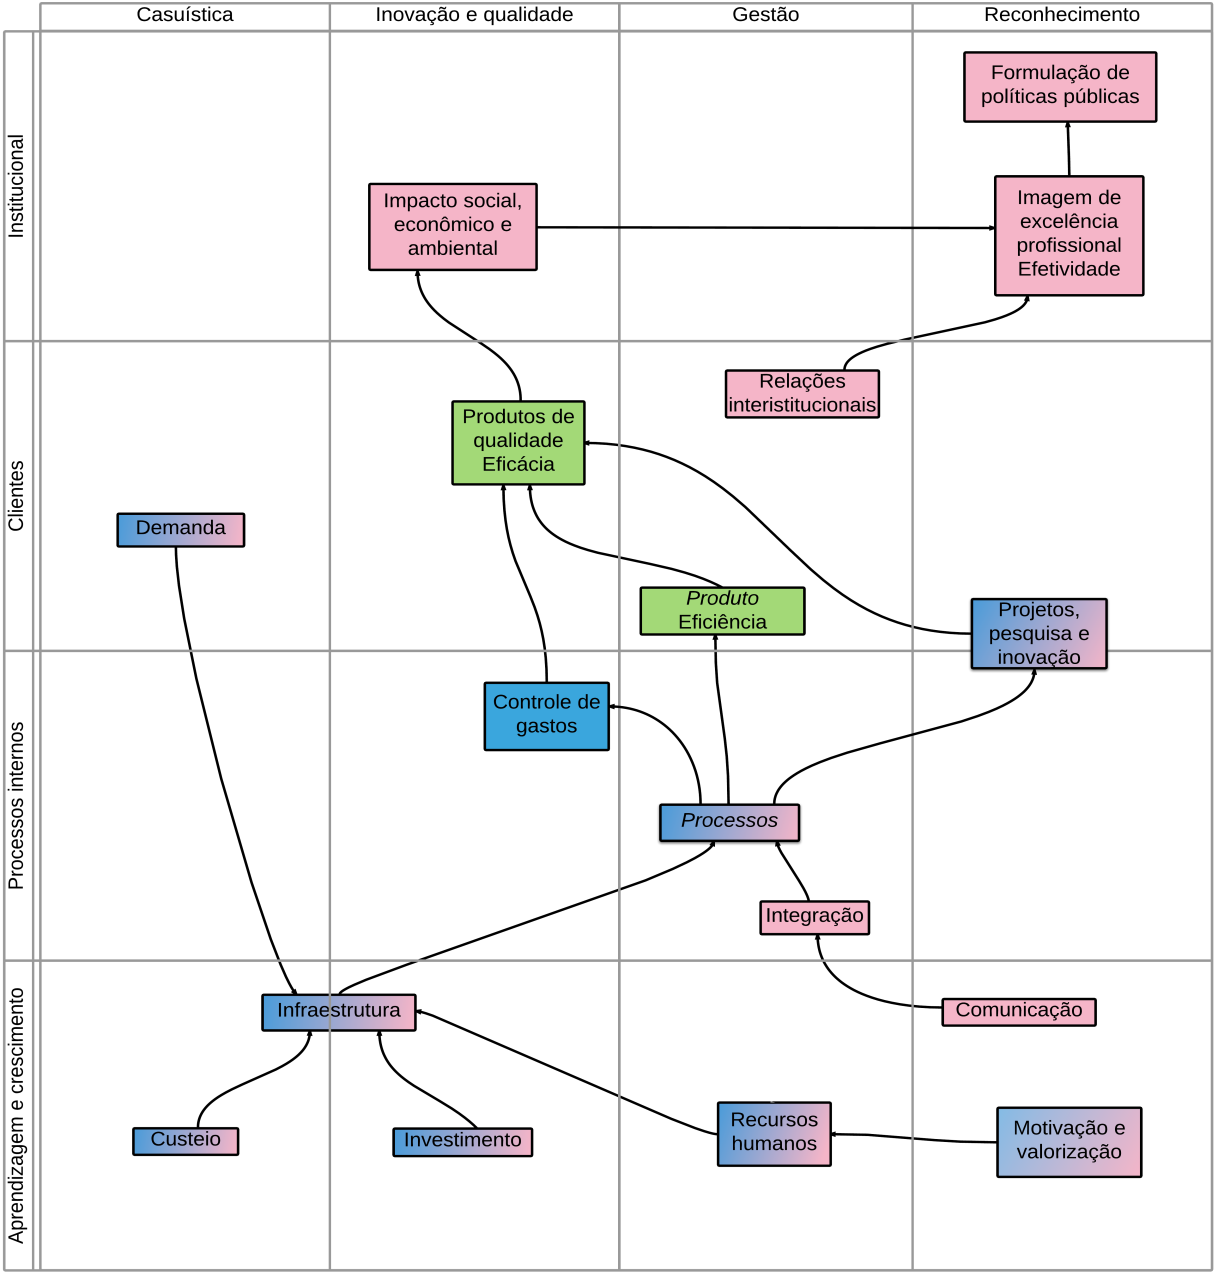 Casuística
Inovação e qualidade
Gestão
Reconhecimento
Institucional
Formulação de
políticas públicas
Impacto social,
econômico e
ambiental
Imagem de
excelência
profissional
Efetividade
Clientes
Relações
interistitucionais
Produtos de
qualidade
Eficácia
Demanda
Produto
Eficiência
Projetos,
pesquisa e
inovação
Processos internos
Controle de
gastos
Processos
Integração
Aprendizagem e crescimento
Infraestrutura
Comunicação
Custeio
Investimento
Recursos
humanos
Motivação e
valorização